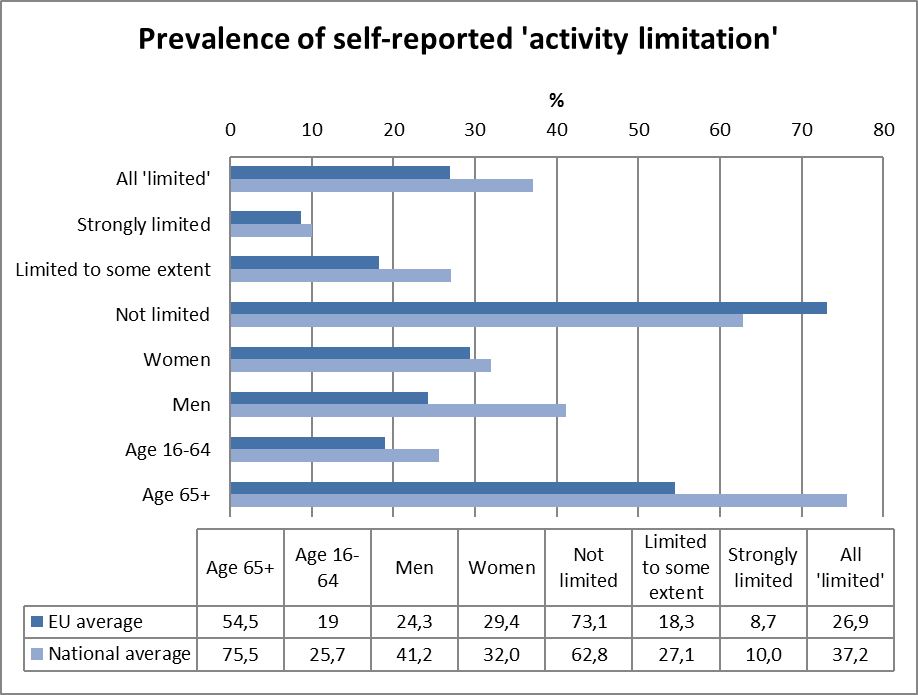 Prevalence of self-reported 'activity limitation'
%
0 10 20 30 40 50 60 70 80
All 'limited'
Strongly limited
Limited to some extent
Not limited
Women
Men
Age 16-64
Age 65+
Age 65+ Age 16-64 Men Women Not limited Limited to some extent Strongly limited All 'limited'
EU average 54,5 19 24,3 29,4 73,1 18,3 8,7 26,9
National average 75,5 25,7 41,2 32,0 62,8 27,1 10,0 37,2